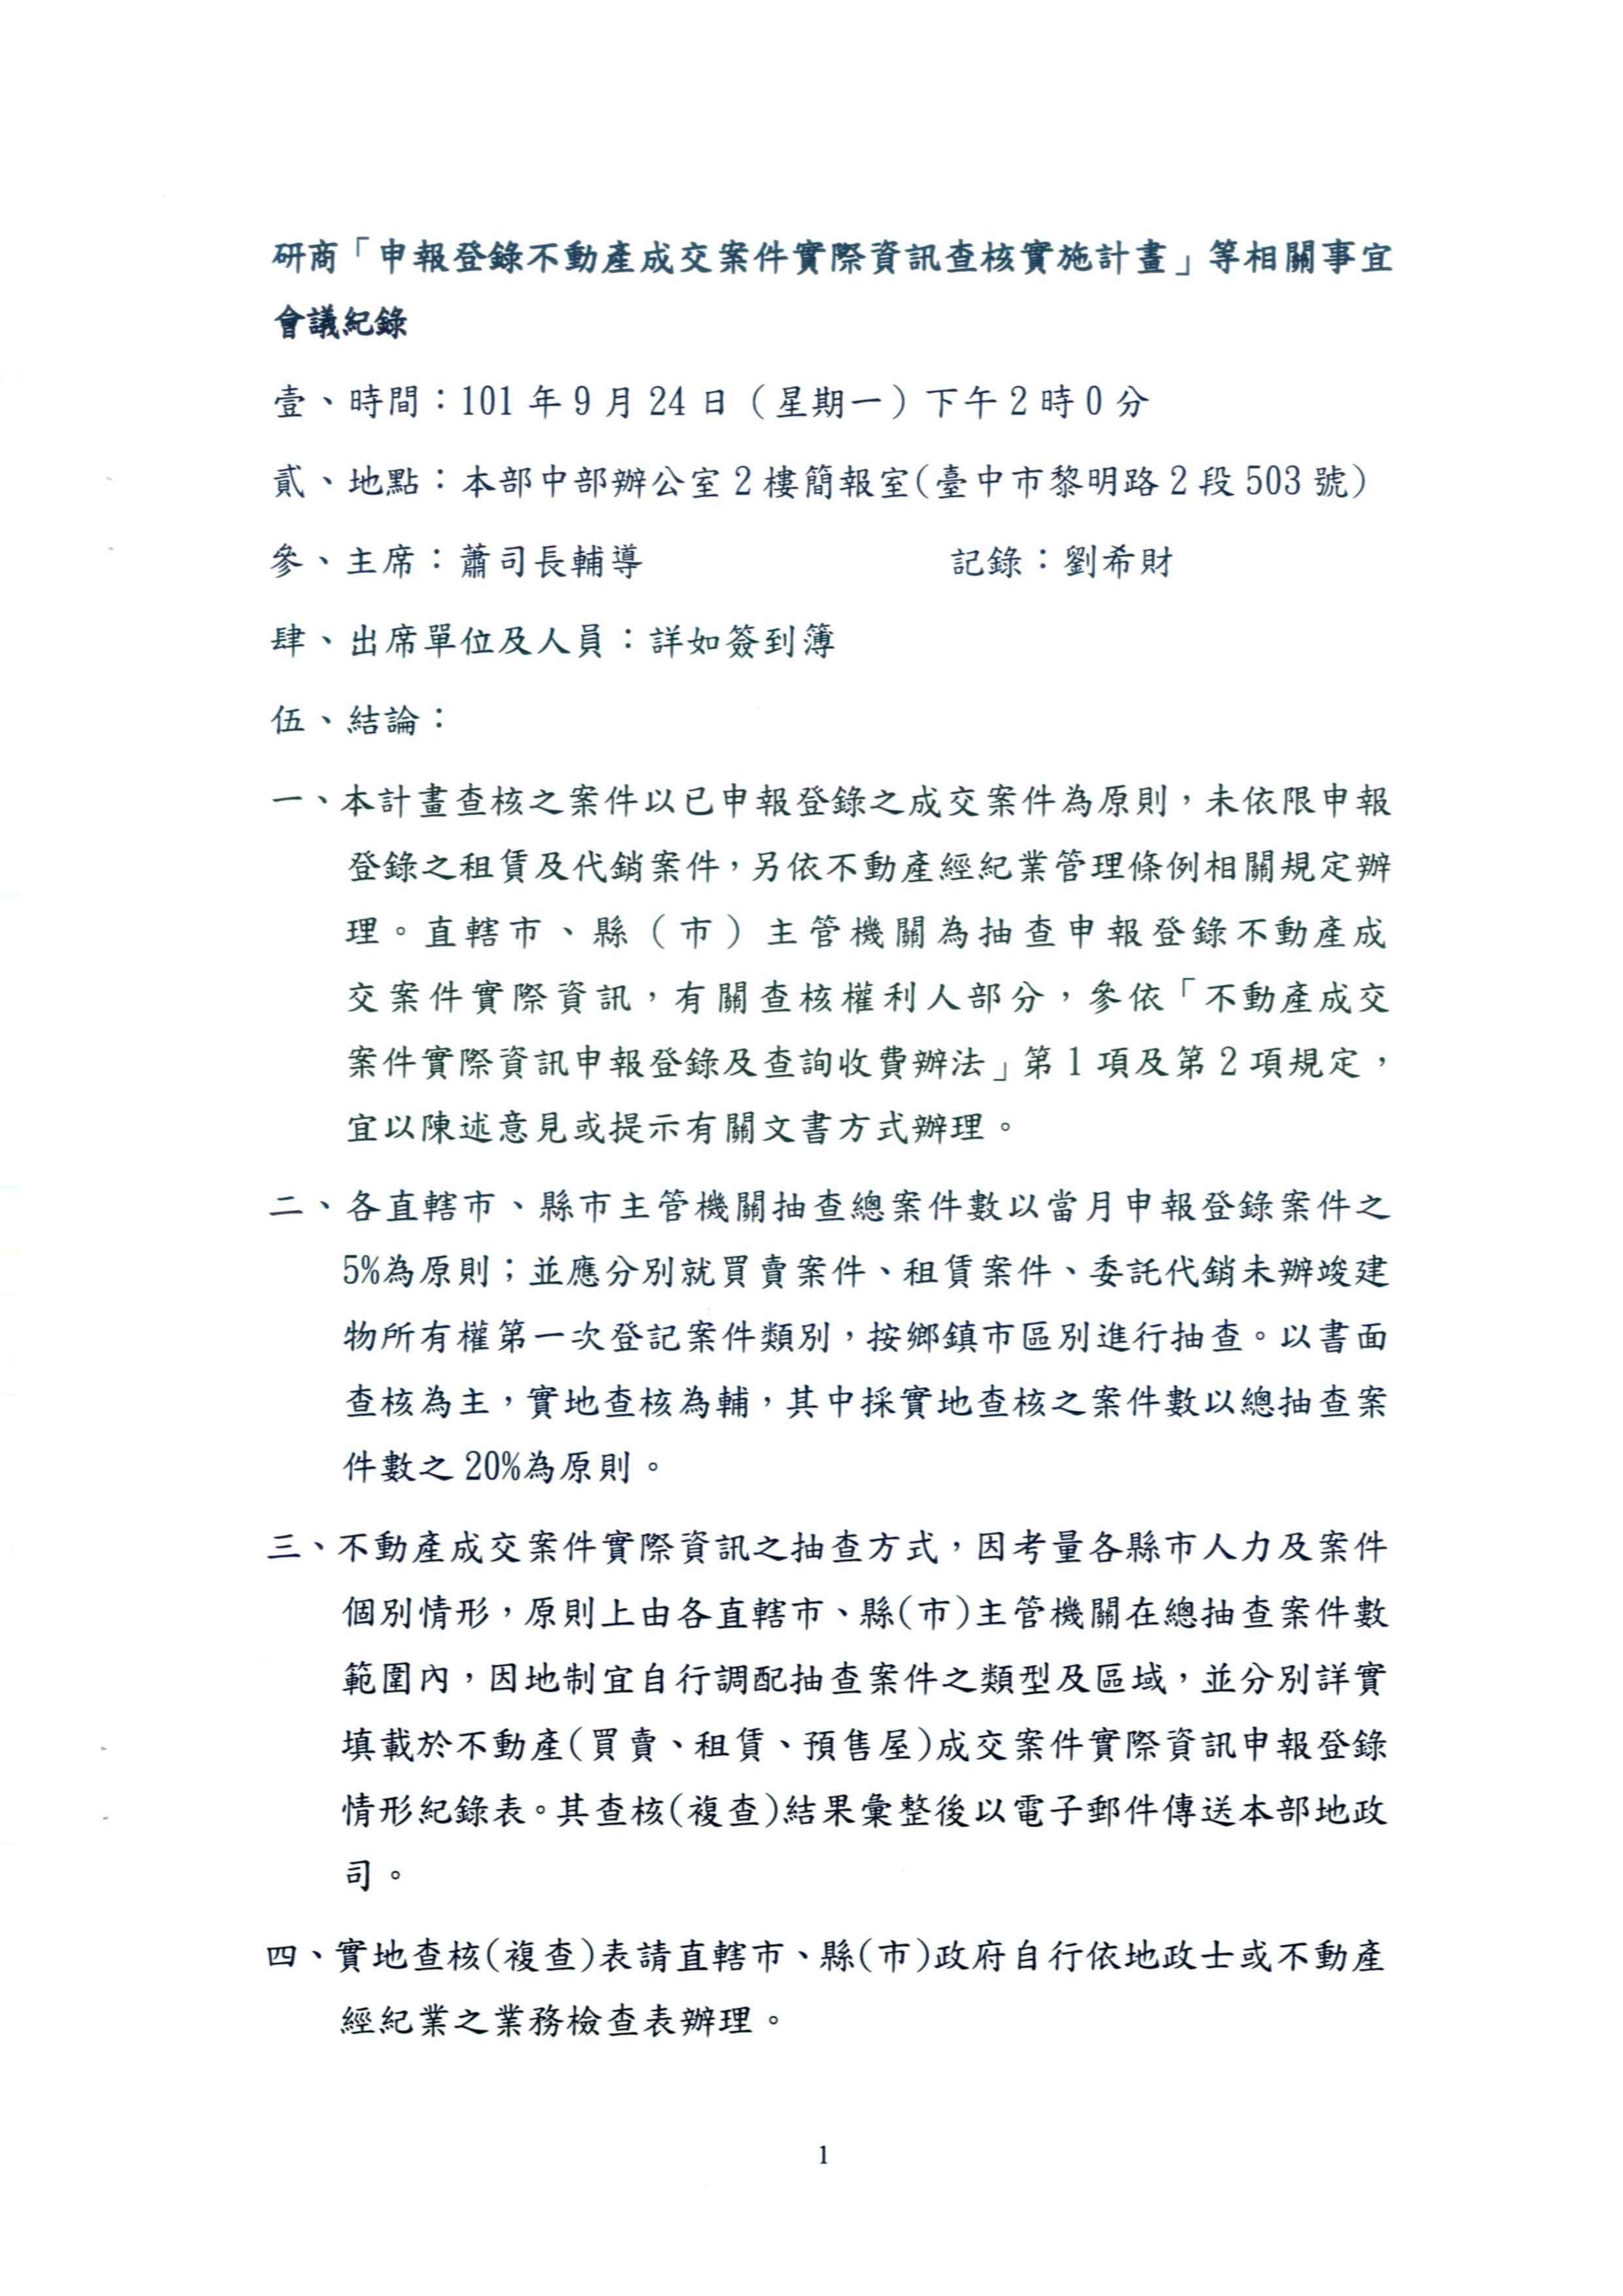 研商「申報登錄不動產成交案件實際資訊查核實施計畫」等相關事宜
會議紀錄
壹、時間：101年9月24日（星期一）下午2時0分
貳、地點：本部中部辦公室2樓簡報室(臺中市黎明路2段503號)
參、主席：蕭司長輔導 記錄：劉希財
肆、出席單位及人員：詳如簽到簿
伍、結論：
一、本計畫查核之案件以已申報登錄之成交案件為原則，未依限申報
登錄之租賃及代銷案件，另依不動產經紀業管理條例相關規定辦
理。直轄市、縣（市）主管機關為抽查申報登錄不動產成
交案件實際資訊，有關查核權利人部分，參依「不動產成交
案件實際資訊申報登錄及查詢收費辦法」第1項及第2項規定，
宜以陳述意見或提示有關文書方式辦理。
二、各直轄市、縣市主管機關抽查總案件數以當月申報登錄案件之
5%為原則；並應分別就買賣案件、租賃案件、委託代銷未辦竣建
物所有權第一次登記案件類別，按鄉鎮市區別進行抽查。以書面
查核為主，實地查核為輔，其中採實地查核之案件數以總抽查案
件數之20%為原則。
三、不動產成交案件實際資訊之抽查方式，因考量各縣市人力及案件
個別情形，原則上由各直轄市、縣(市)主管機關在總抽查案件數
範圍內，因地制宜自行調配抽查案件之類型及區域，並分別詳實
填載於不動產(買賣、租賃、預售屋)成交案件實際資訊申報登錄
情形紀錄表。其查核(複查)結果彙整後以電子郵件傳送本部地政
司。
四、實地查核(複查)表請直轄市、縣(市)政府自行依地政士或不動產
經紀業之業務檢查表辦理。
1